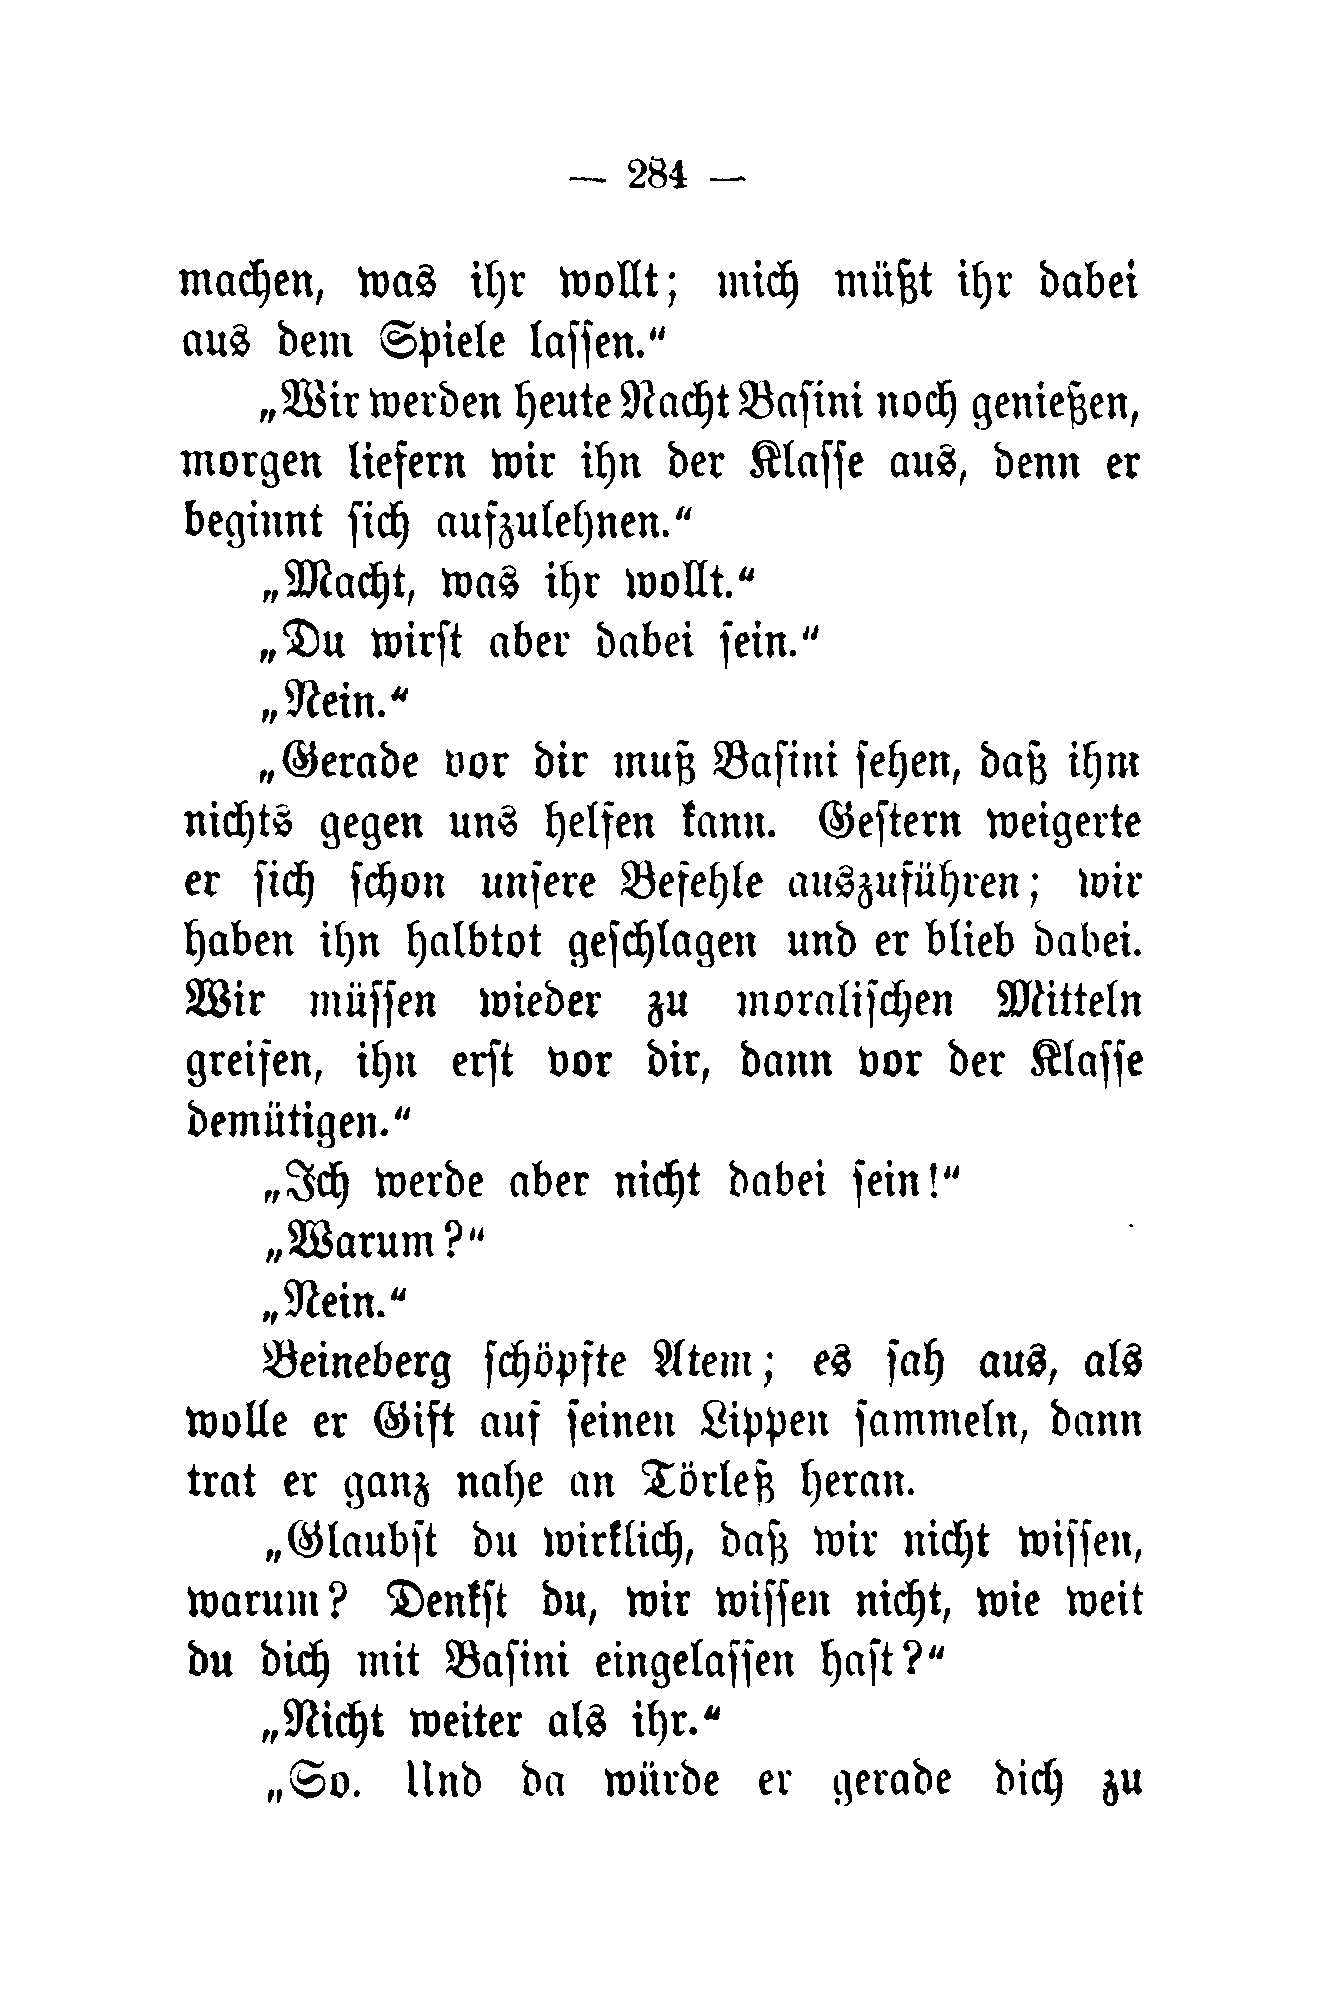 — 284 —
machen, was ihr wollt; mich müßt ihr dabei
aus dem Spiele laſſen.“
„Wir werden heute Nacht Baſini noch genießen,
morgen liefern wir ihn der Klaſſe aus, denn er
beginnt ſich aufzulehnen.“
„Macht, was ihr wollt.“
„Du wirſt aber dabei ſein.“
„Nein.“
„Gerade vor dir muß Baſini ſehen, daß ihm
nichts gegen uns helfen kann. Geſtern weigerte
er ſich ſchon unſere Befehle auszuführen; wir
haben ihn halbtot geſchlagen und er blieb dabei.
Wir müſſen wieder zu moraliſchen Mitteln
greifen, ihn erſt vor dir, dann vor der Klaſſe
demütigen.“
„Ich werde aber nicht dabei ſein!“
„Warum?“
„Nein.“
Beineberg ſchöpfte Atem; es ſah aus, als
wolle er Gift auf ſeinen Lippen ſammeln, dann
trat er ganz nahe an Törleß heran.
„Glaubſt du wirklich, daß wir nicht wiſſen,
warum? Denkſt du, wir wiſſen nicht, wie weit
du dich mit Baſini eingelaſſen haſt?“
„Nicht weiter als ihr.“
„So. Und da würde er gerade dich zu